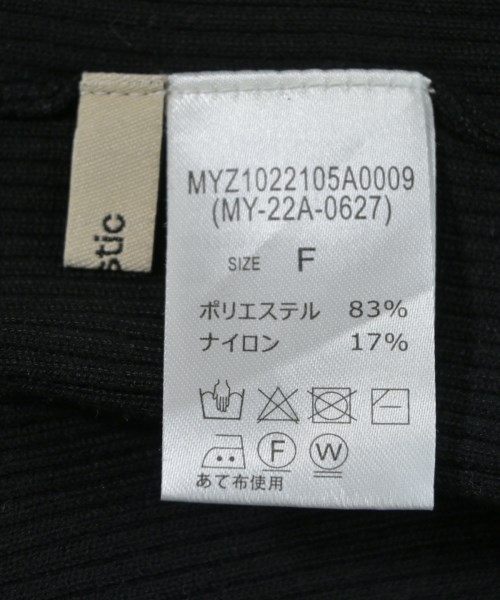 stic
MYZ1022105A0009
(MY-22A-0627)
SIZE F
ポリエステル 83%
ナイロン 17%
F W
あて布使用